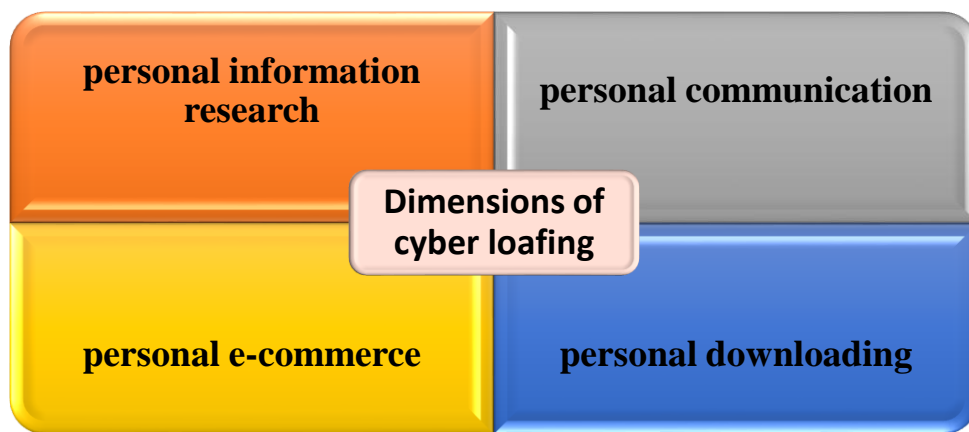 personal information
research
personal communication
Dimensions of
cyber loafing
personal e-commerce
personal downloading